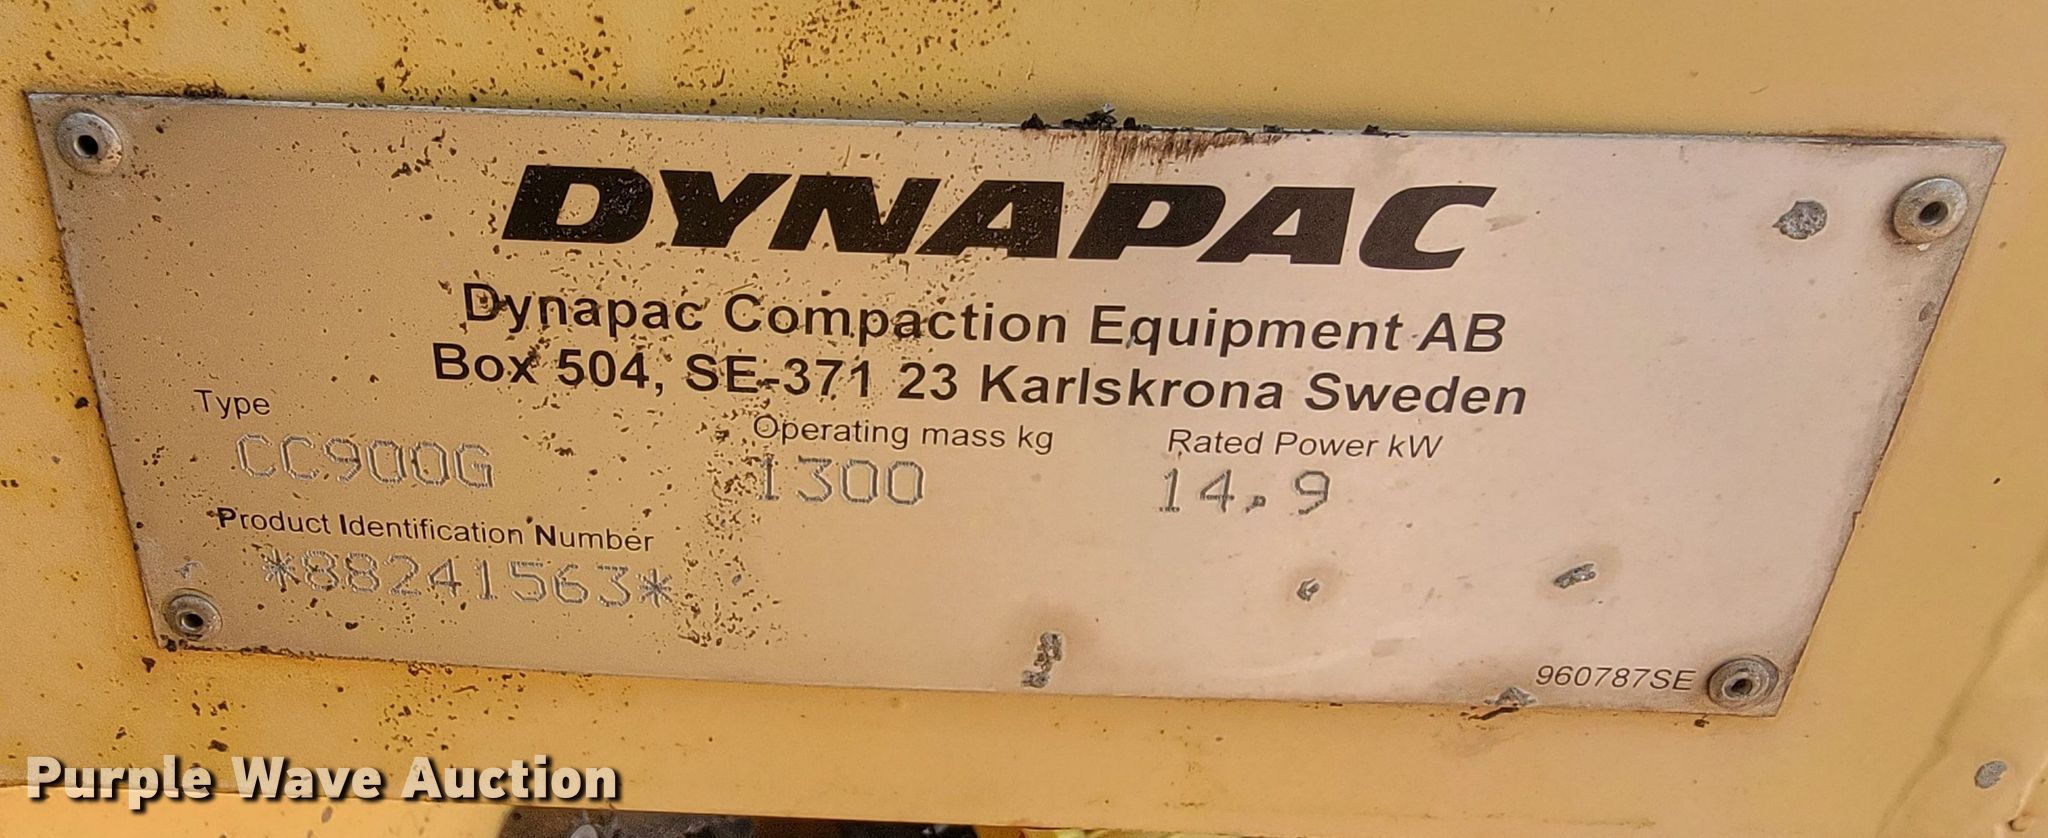 DYNAPAC
Dynapac Compaction Equipment AB
Box 504, SE-371 23 Karlskrona Sweden
Type Operating mass kg Rated Power kW
CC900G 1300 14,9
Product Identification Number
*88241563*
960787SE
Purple Wave Auction